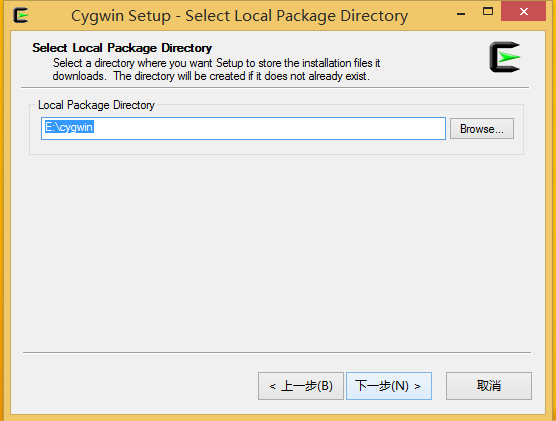 Cygwin Setup - Select Local Package Directory
Select Local Package Directory
Select a directory where you want Setup to store the installation files it
downloads. The directory will be created if it does not already exist.
Local Package Directory
E:\cygwin
Browse...
< 上一步(B)
下一步(N) >
取消